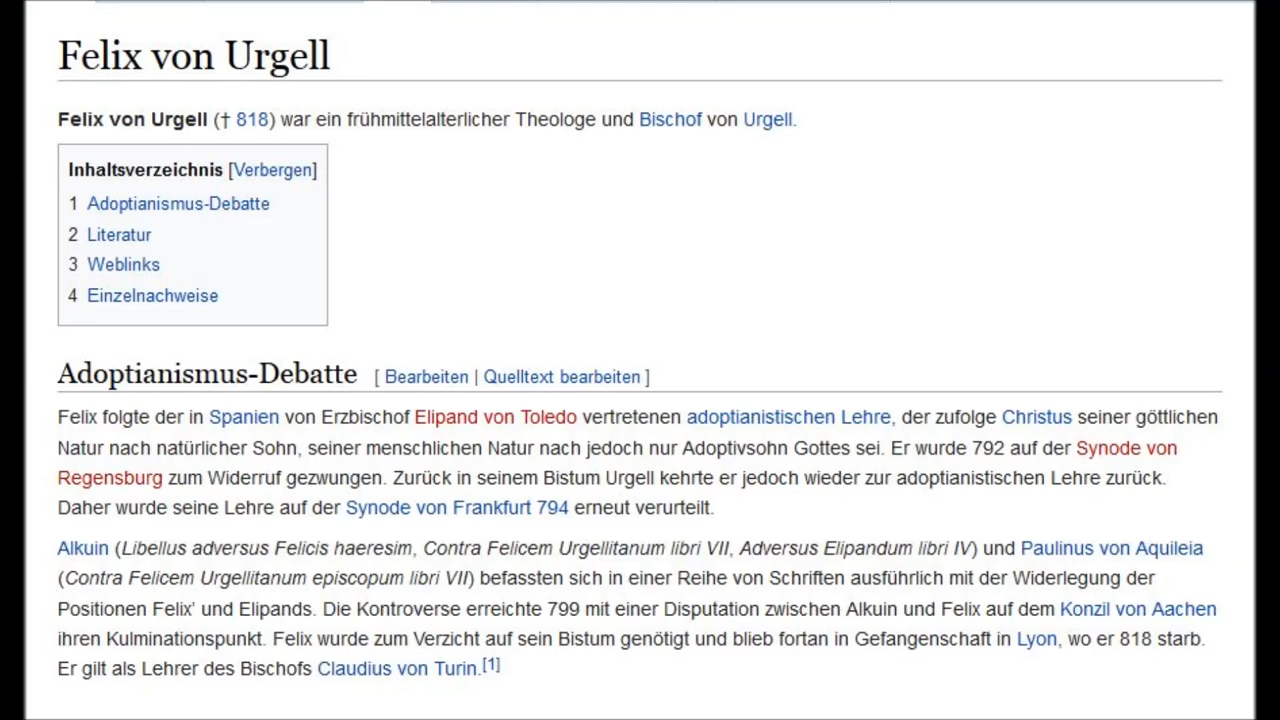 Felix von Urgell
Felix von Urgell († 818) war ein frühmittelalterlicher Theologe und Bischof von Urgell.
Inhaltsverzeichnis [Verbergen]
1 Adoptianismus-Debatte
2 Literatur
3 Weblinks
4 Einzelnachweise
Adoptianismus-Debatte [ Bearbeiten | Quelltext bearbeiten ]
Felix folgte der in Spanien von Erzbischof Elipand von Toledo vertretenen adoptianistischen Lehre, der zufolge Christus seiner göttlichen
Natur nach natürlicher Sohn, seiner menschlichen Natur nach jedoch nur Adoptivsohn Gottes sei. Er wurde 792 auf der Synode von
Regensburg zum Widerruf gezwungen. Zurück in seinem Bistum Urgell kehrte er jedoch wieder zur adoptianistischen Lehre zurück.
Daher wurde seine Lehre auf der Synode von Frankfurt 794 erneut verurteilt.
Alkuin (Libellus adversus Felicis haeresim, Contra Felicem Urgellitanum libri VII, Adversus Elipandum libri IV) und Paulinus von Aquileia
(Contra Felicem Urgellitanum episcopum libri VII) befassten sich in einer Reihe von Schriften ausführlich mit der Widerlegung der
Positionen Felix' und Elipands. Die Kontroverse erreichte 799 mit einer Disputation zwischen Alkuin und Felix auf dem Konzil von Aachen
ihren Kulminationspunkt. Felix wurde zum Verzicht auf sein Bistum genötigt und blieb fortan in Gefangenschaft in Lyon, wo er 818 starb.
Er gilt als Lehrer des Bischofs Claudius von Turin.[1]